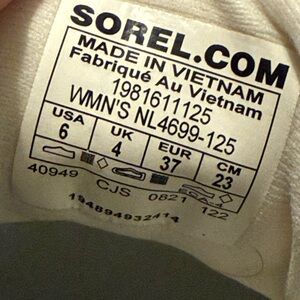 SOREL.COM
MADE IN VIETNAM
Fabriqué Au Vietnam
1981611125
WMN'S NL4699-125
USA UK EUR CM
6 4 37 23
40949 CJS 0821 122